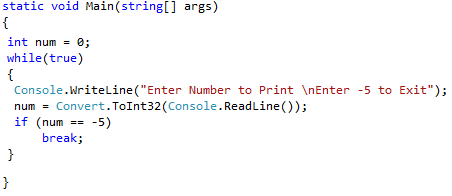 static void Main(string[] args)
{
int num = 0;
while(true)
{
Console.WriteLine("Enter Number to Print \nEnter -5 to Exit");
num = Convert.ToInt32(Console.ReadLine());
if (num == -5)
break;
}
}